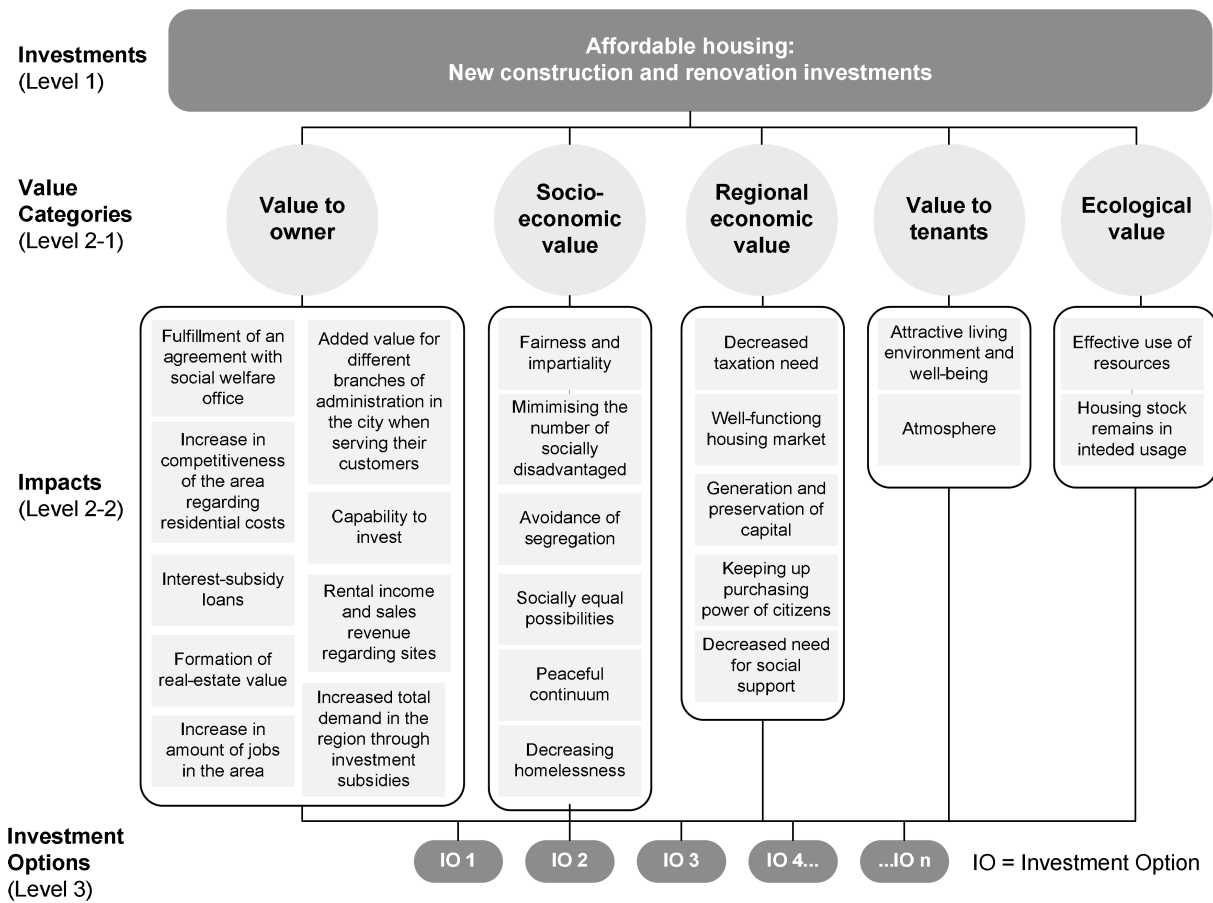 Investments
(Level 1)
Affordable housing:
New construction and renovation investments
Value
Categories
(Level 2-1)
Value to
owner
Socio-
economic
value
Regional
economic
value
Value to
tenants
Ecological
value
Impacts
(Level 2-2)
Fulfillment of an
agreement with
social welfare
office
Increase in
competitiveness
of the area
regarding
residential costs
Interest-subsidy
loans
Formation of
real-estate value
Increase in
amount of jobs
in the area
Added value for
different
branches of
administration in
the city when
serving their
customers
Capability to
invest
Rental income
and sales
revenue
regarding sites
Increased total
demand in the
region through
investment
subsidies
Fairness and
impartiality
Mimimising the
number of
socially
disadvantaged
Avoidance of
segregation
Socially equal
possibilities
Peaceful
continuum
Decreasing
homelessness
Decreased
taxation need
Well-functiong
housing market
Generation and
preservation of
capital
Keeping up
purchasing
power of citizens
Decreased need
for social
support
Attractive living
environment and
well-being
Atmosphere
Effective use of
resources
Housing stock
remains in
inteded usage
Investment
Options
(Level 3)
IO 1
IO 2
IO 3
IO 4...
...IO n
IO = Investment Option